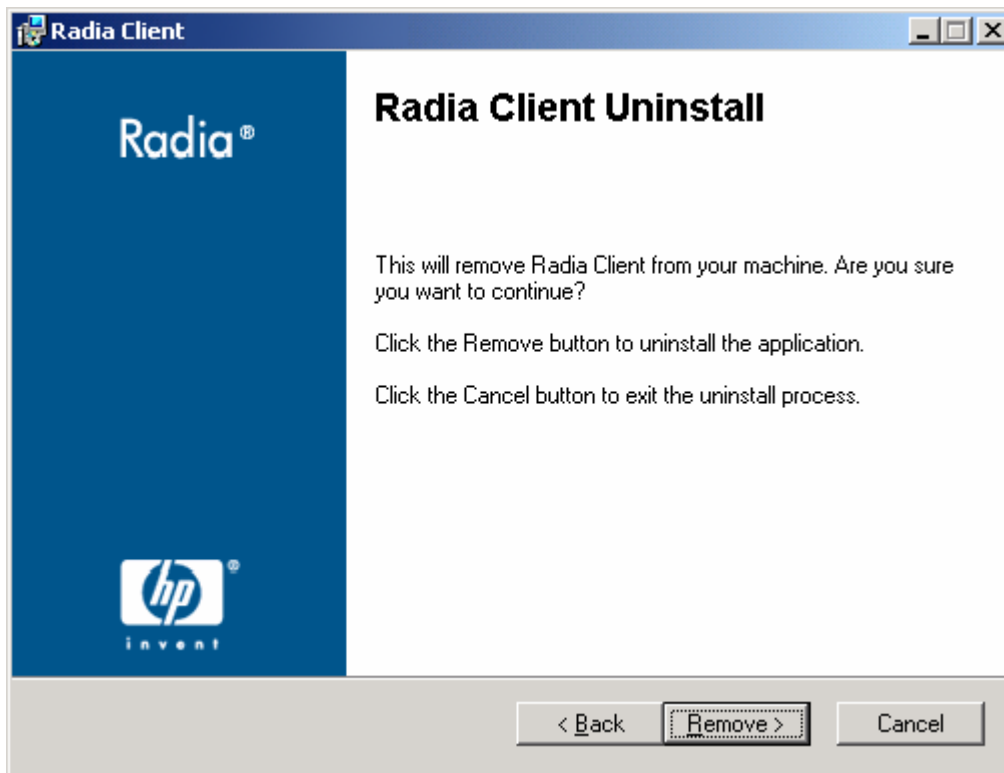 Radia Client
Radia®
Radia Client Uninstall
This will remove Radia Client from your machine. Are you sure
you want to continue?
Click the Remove button to uninstall the application.
Click the Cancel button to exit the uninstall process.
hp®
invent
< Back
Remove >
Cancel